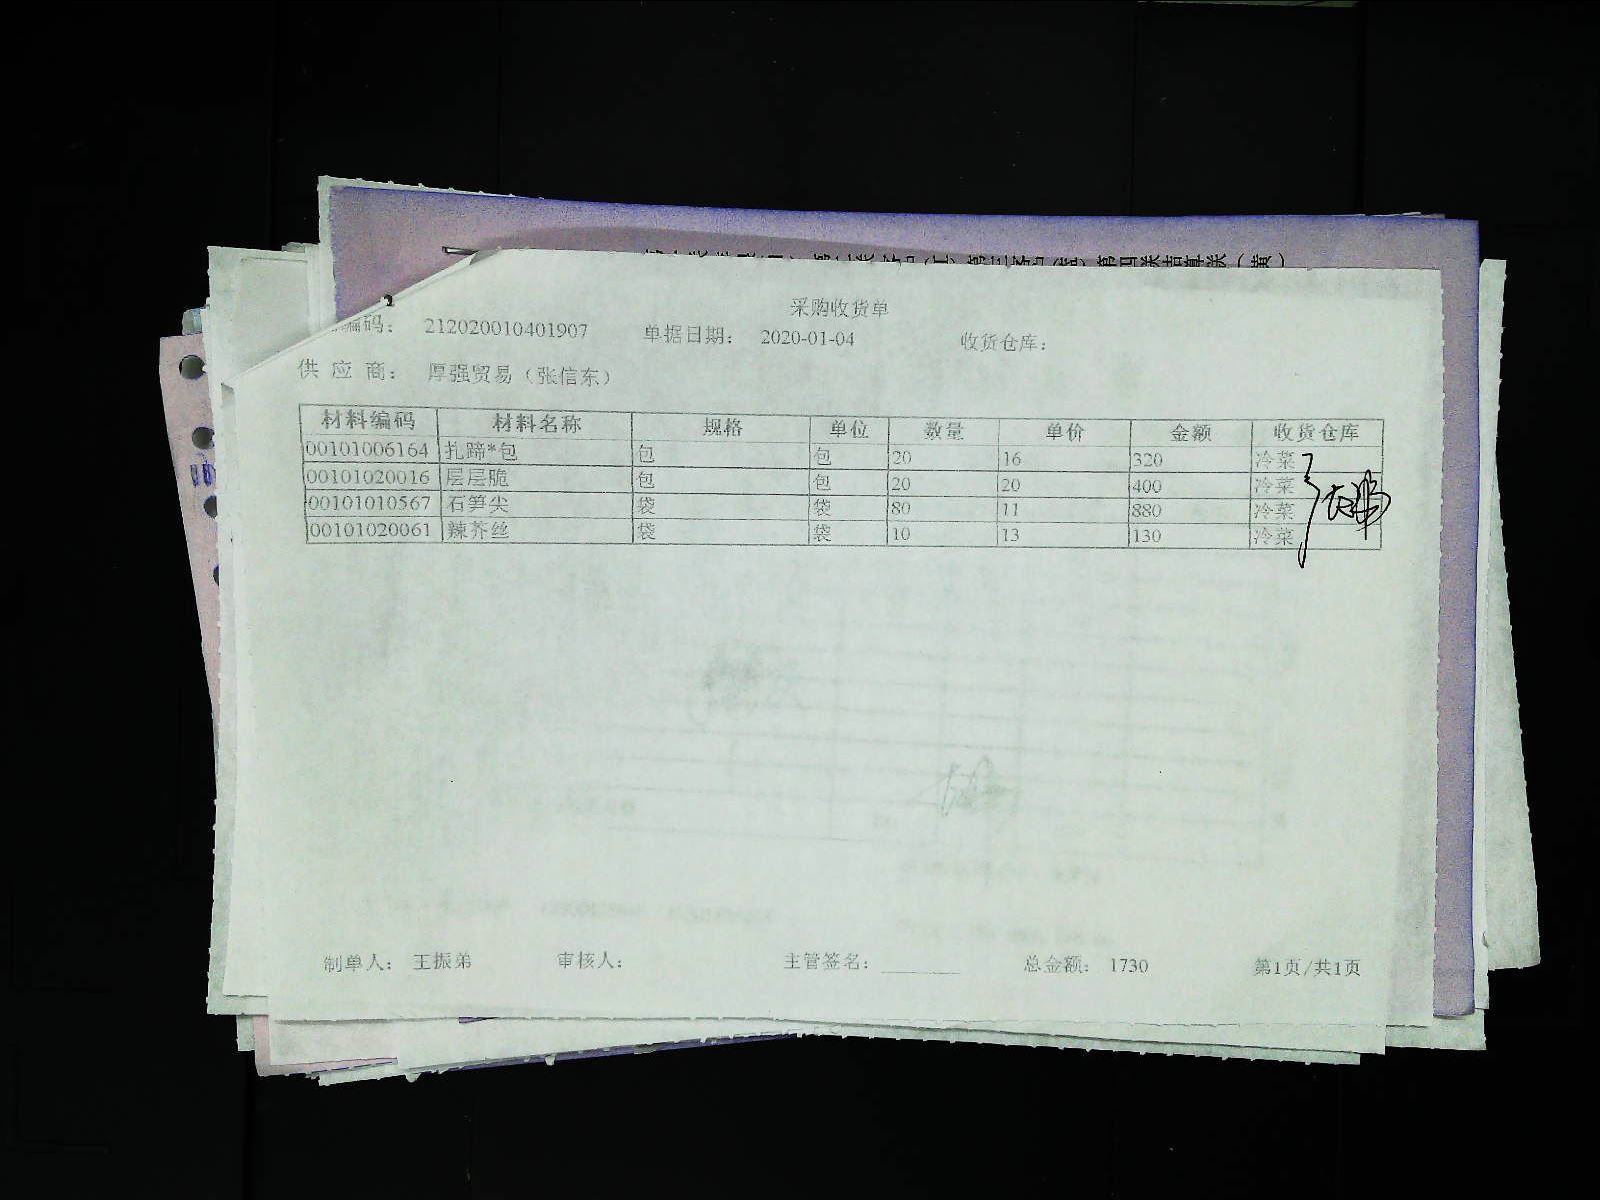 采购收货单
编码: 212020010401907 单据日期: 2020-01-04 收货仓库:
供 应 商: 厚强贸易(张信东)
材料编码 材料名称 规格 单位 数量 单价 金额 收货仓库
00101006164 扎蹄*包 包 包 20 16 320 冷菜
00101020016 层层脆 包 包 20 20 400 冷菜
00101010567 石笋尖 袋 袋 80 11 880 冷菜
00101020061 辣荞丝 袋 袋 10 13 130 冷菜
制单人: 王振弟 审核人: 主管签名: 总金额: 1730 第1页/共1页